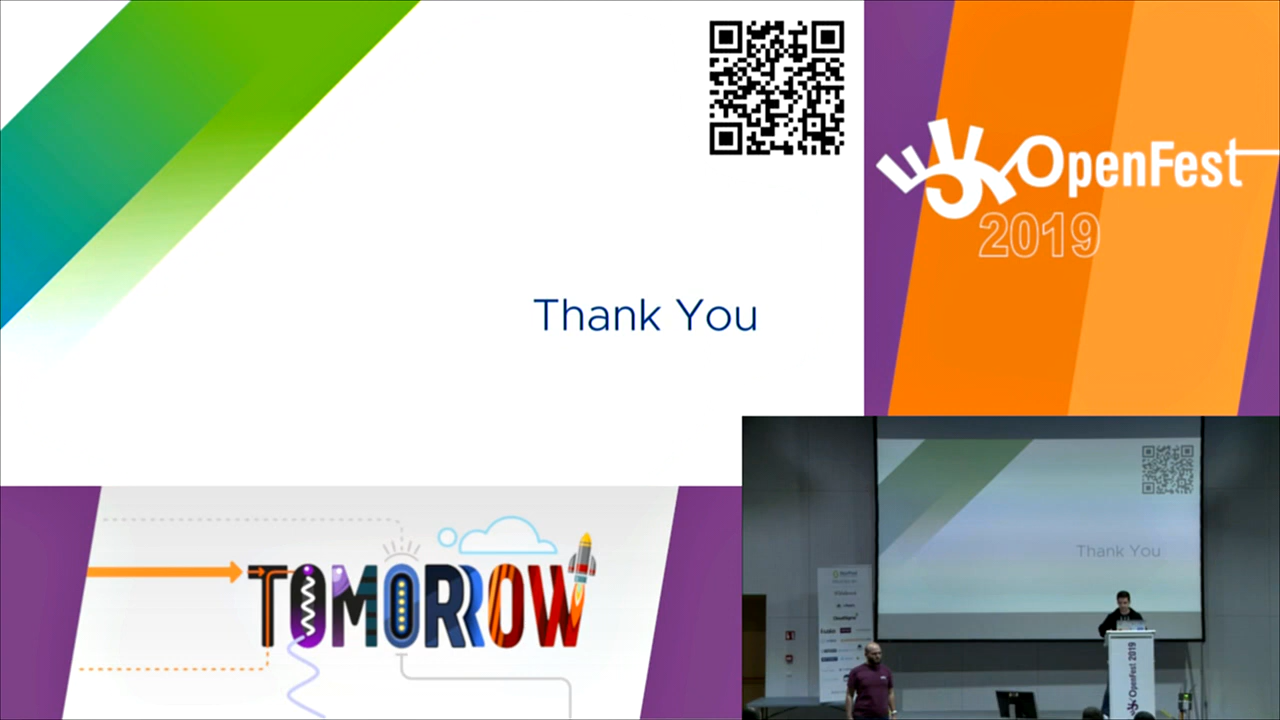 Thank You
OpenFest
2019
TOMORROW
Thank You
OpenFest 2019